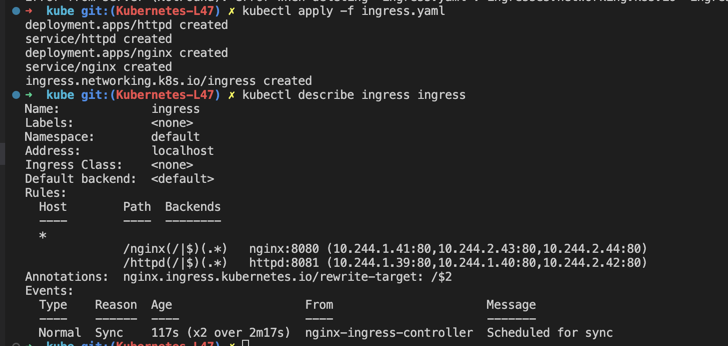 ➜ kube git:(Kubernetes-L47) ✗ kubectl apply -f ingress.yaml
deployment.apps/httpd created
service/httpd created
deployment.apps/nginx created
service/nginx created
ingress.networking.k8s.io/ingress created
➜ kube git:(Kubernetes-L47) ✗ kubectl describe ingress ingress
Name: ingress
Labels: <none>
Namespace: default
Address: localhost
Ingress Class: <none>
Default backend: <default>
Rules:
Host Path Backends
---- ---- --------
*
/nginx(/|$)(.*) nginx:8080 (10.244.1.41:80,10.244.2.43:80,10.244.2.44:80)
/httpd(/|$)(.*) httpd:8081 (10.244.1.39:80,10.244.1.40:80,10.244.2.42:80)
Annotations: nginx.ingress.kubernetes.io/rewrite-target: /$2
Events:
Type Reason Age From Message
---- ------ ---- ---- -------
Normal Sync 117s (x2 over 2m17s) nginx-ingress-controller Scheduled for sync
➜ kube git:(Kubernetes-L47) ✗